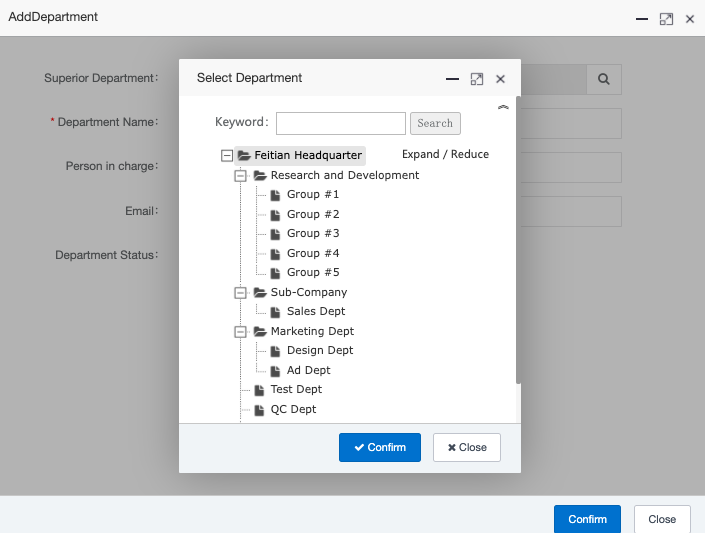 AddDepartment
Superior Department:
* Department Name:
Person in charge:
Email:
Department Status:
Select Department
Keyword:
Search
Feitian Headquarter
Expand / Reduce
Research and Development
Group #1
Group #2
Group #3
Group #4
Group #5
Sub-Company
Sales Dept
Marketing Dept
Design Dept
Ad Dept
Test Dept
QC Dept
Confirm
Close
Confirm
Close